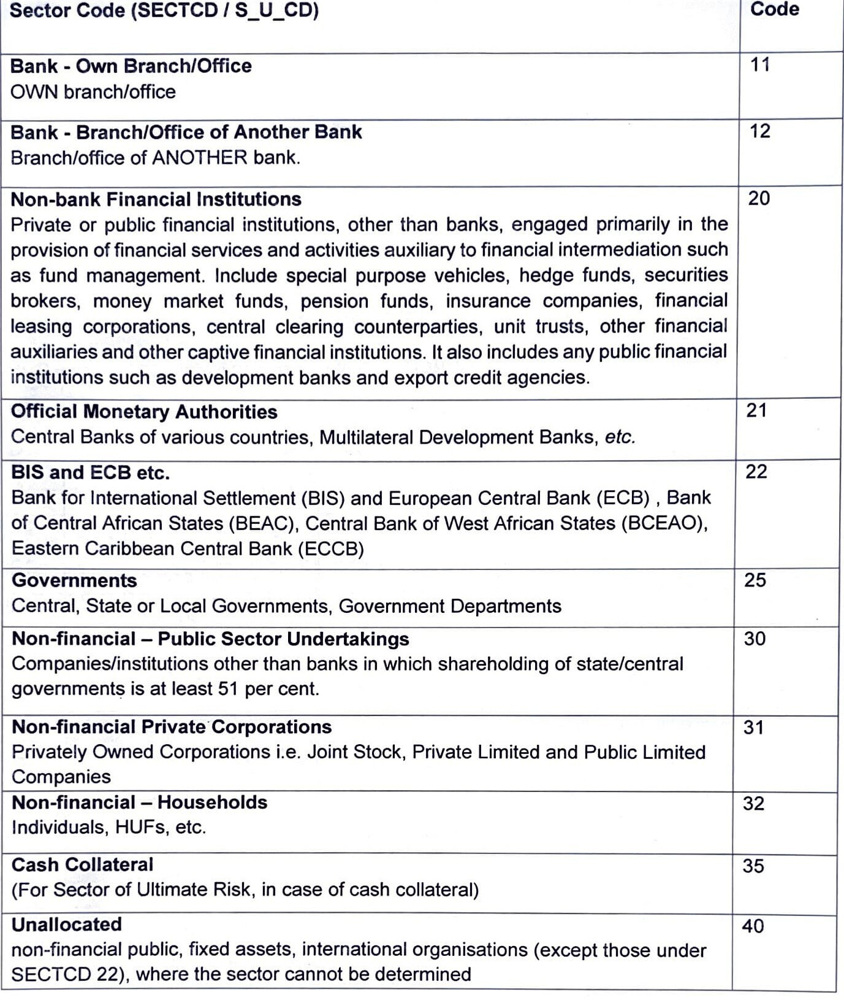 Sector Code (SECTCD / S_U_CD)
Code
Bank - Own Branch/Office
11
OWN branch/office
Bank - Branch/Office of Another Bank
12
Branch/office of ANOTHER bank.
Non-bank Financial Institutions
20
Private or public financial institutions, other than banks, engaged primarily in the
provision of financial services and activities auxiliary to financial intermediation such
as fund management. Include special purpose vehicles, hedge funds, securities
brokers, money market funds, pension funds, insurance companies, financial
leasing corporations, central clearing counterparties, unit trusts, other financial
auxiliaries and other captive financial institutions. It also includes any public financial
institutions such as development banks and export credit agencies.
Official Monetary Authorities
21
Central Banks of various countries, Multilateral Development Banks, etc.
BIS and ECB etc.
22
Bank for International Settlement (BIS) and European Central Bank (ECB) , Bank
of Central African States (BEAC), Central Bank of West African States (BCEAO),
Eastern Caribbean Central Bank (ECCB)
Governments
25
Central, State or Local Governments, Government Departments
Non-financial – Public Sector Undertakings
30
Companies/institutions other than banks in which shareholding of state/central
governments is at least 51 per cent.
Non-financial Private Corporations
31
Privately Owned Corporations i.e. Joint Stock, Private Limited and Public Limited
Companies
Non-financial – Households
32
Individuals, HUFs, etc.
Cash Collateral
35
(For Sector of Ultimate Risk, in case of cash collateral)
Unallocated
40
non-financial public, fixed assets, international organisations (except those under
SECTCD 22), where the sector cannot be determined